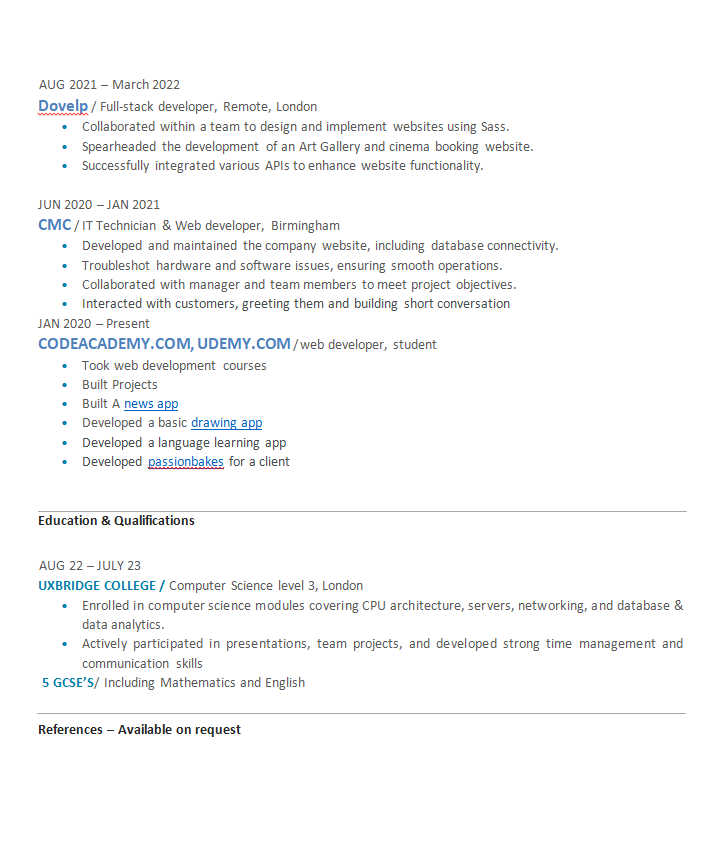 AUG 2021 – March 2022
Dovelp / Full-stack developer, Remote, London
• Collaborated within a team to design and implement websites using Sass.
• Spearheaded the development of an Art Gallery and cinema booking website.
• Successfully integrated various APIs to enhance website functionality.
JUN 2020 – JAN 2021
CMC / IT Technician & Web developer, Birmingham
• Developed and maintained the company website, including database connectivity.
• Troubleshot hardware and software issues, ensuring smooth operations.
• Collaborated with manager and team members to meet project objectives.
• Interacted with customers, greeting them and building short conversation
JAN 2020 – Present
CODEACADEMY.COM, UDEMY.COM / web developer, student
• Took web development courses
• Built Projects
• Built A news app
• Developed a basic drawing app
• Developed a language learning app
• Developed passionbakes for a client
Education & Qualifications
AUG 22 – JULY 23
UXBRIDGE COLLEGE / Computer Science level 3, London
• Enrolled in computer science modules covering CPU architecture, servers, networking, and database &
data analytics.
• Actively participated in presentations, team projects, and developed strong time management and
communication skills
5 GCSE’S/ Including Mathematics and English
References – Available on request